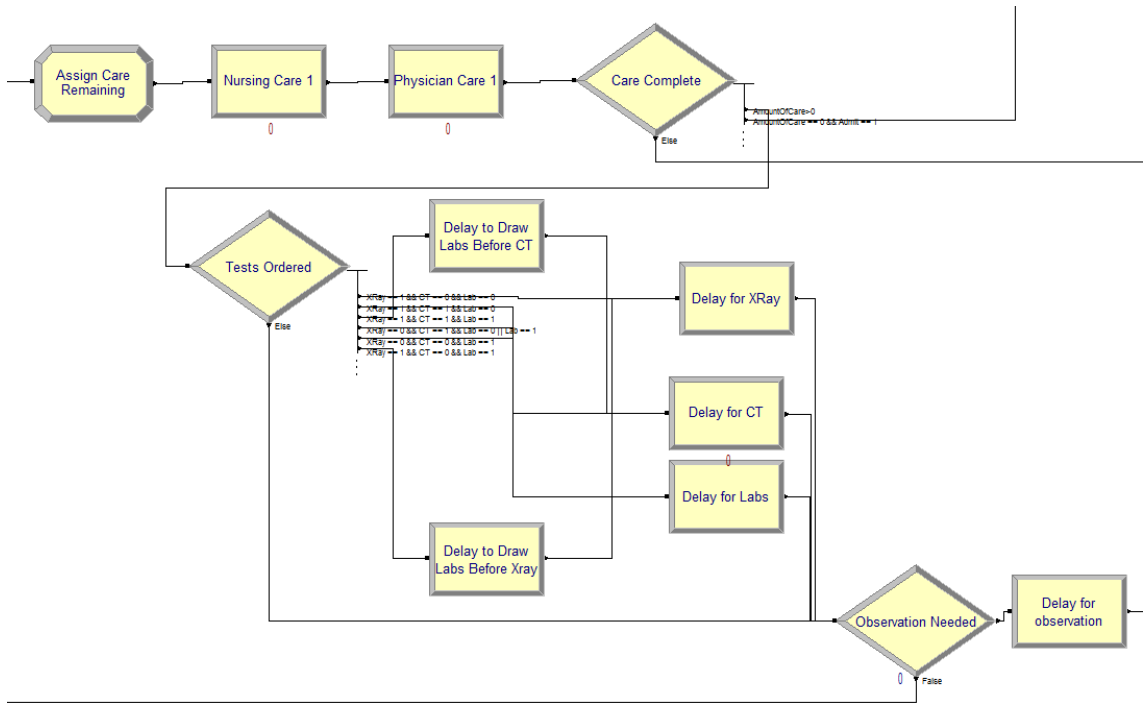 Assign Care
Remaining
Nursing Care 1
0
Physician Care 1
0
Care Complete
AmountOfCare>0
AmountOfCare == 0 && Admit == 1
Else
Tests Ordered
XRay == 1 && CT == 0 && Lab == 0
XRay == 1 && CT == 1 && Lab == 0
XRay == 1 && CT == 1 && Lab == 1
XRay == 0 && CT == 1 && Lab == 0 || Lab == 1
XRay == 0 && CT == 0 && Lab == 1
XRay == 1 && CT == 0 && Lab == 1
Else
Delay to Draw
Labs Before CT
Delay for XRay
Delay for CT
0
Delay for Labs
Delay to Draw
Labs Before Xray
Observation Needed
0
False
Delay for
observation